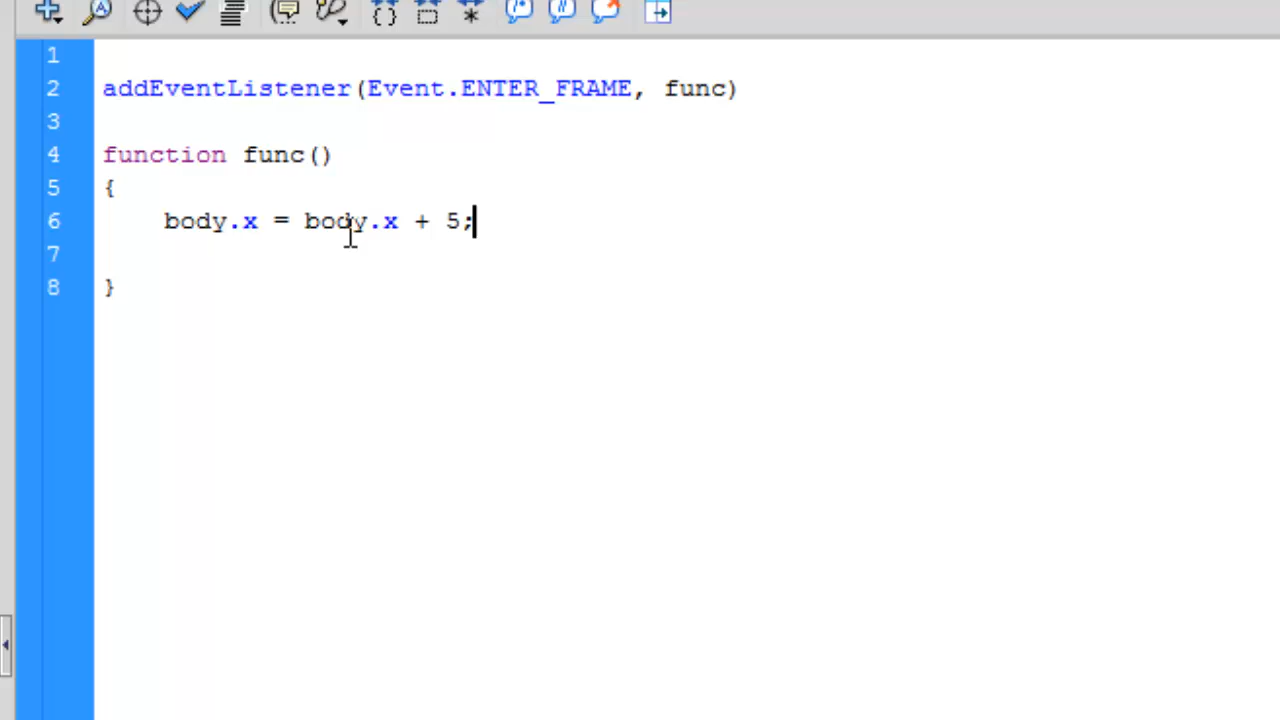 1
2 addEventListener(Event.ENTER_FRAME, func)
3
4 function func()
5 {
6 body.x = body.x + 5;
7
8 }